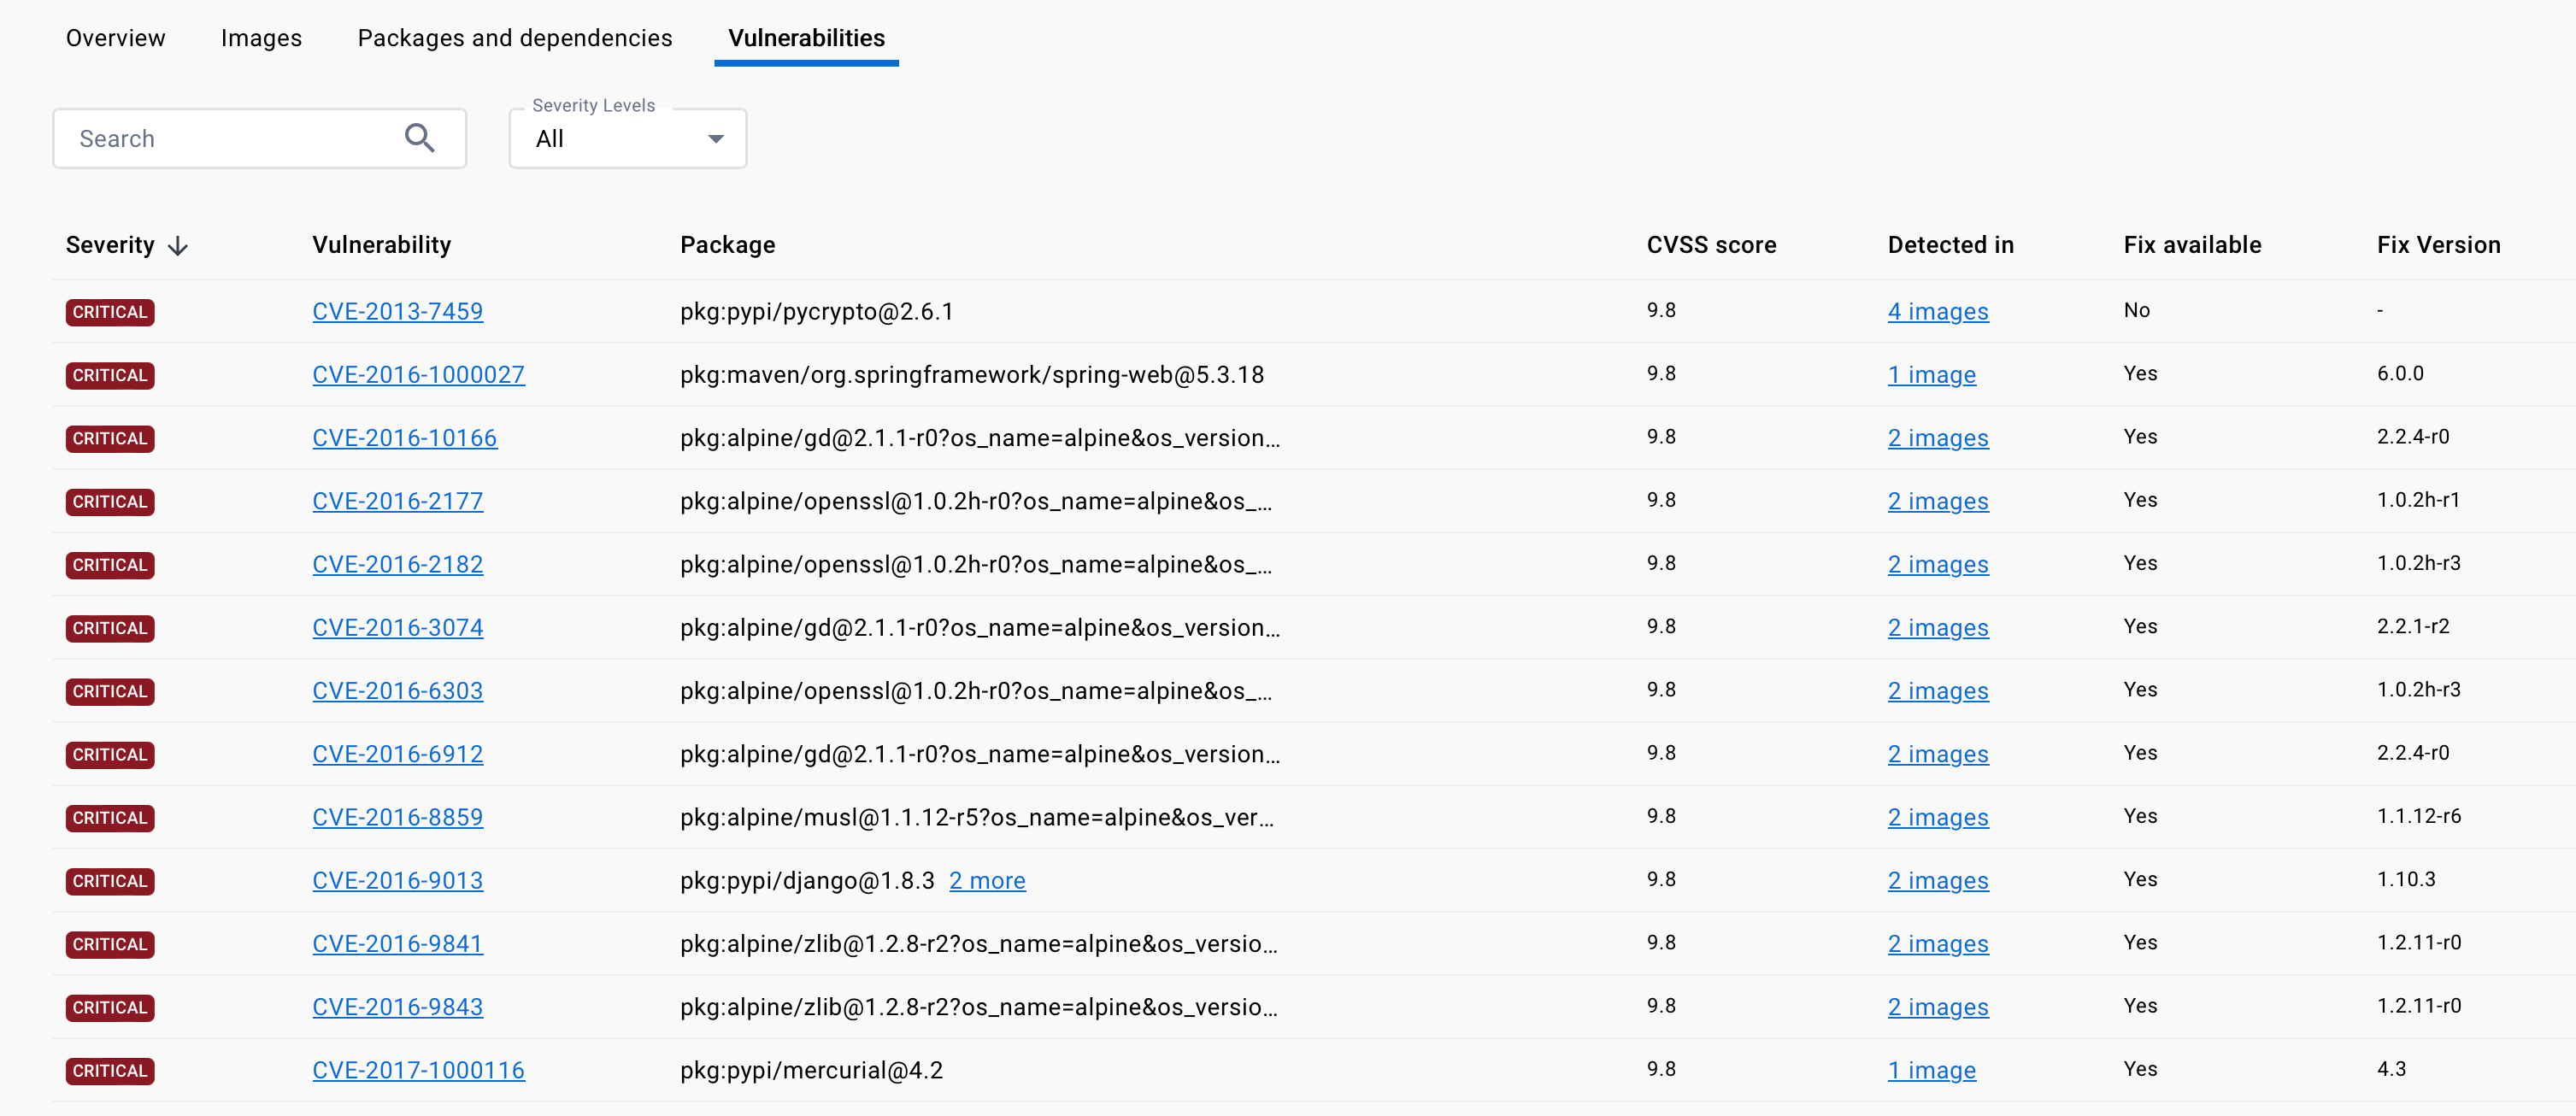 Overview Images Packages and dependencies Vulnerabilities
Severity Levels
Search All
Severity Vulnerability Package CVSS score Detected in Fix available Fix Version
CRITICAL CVE-2013-7459 pkg:pypi/pycrypto@2.6.1 9.8 4 images No -
CRITICAL CVE-2016-1000027 pkg:maven/org.springframework/spring-web@5.3.18 9.8 1 image Yes 6.0.0
CRITICAL CVE-2016-10166 pkg:alpine/gd@2.1.1-r0?os_name=alpine&os_version... 9.8 2 images Yes 2.2.4-r0
CRITICAL CVE-2016-2177 pkg:alpine/openssl@1.0.2h-r0?os_name=alpine&os_... 9.8 2 images Yes 1.0.2h-r1
CRITICAL CVE-2016-2182 pkg:alpine/openssl@1.0.2h-r0?os_name=alpine&os_... 9.8 2 images Yes 1.0.2h-r3
CRITICAL CVE-2016-3074 pkg:alpine/gd@2.1.1-r0?os_name=alpine&os_version... 9.8 2 images Yes 2.2.1-r2
CRITICAL CVE-2016-6303 pkg:alpine/openssl@1.0.2h-r0?os_name=alpine&os_... 9.8 2 images Yes 1.0.2h-r3
CRITICAL CVE-2016-6912 pkg:alpine/gd@2.1.1-r0?os_name=alpine&os_version... 9.8 2 images Yes 2.2.4-r0
CRITICAL CVE-2016-8859 pkg:alpine/musl@1.1.12-r5?os_name=alpine&os_ver... 9.8 2 images Yes 1.1.12-r6
CRITICAL CVE-2016-9013 pkg:pypi/django@1.8.3 2 more 9.8 2 images Yes 1.10.3
CRITICAL CVE-2016-9841 pkg:alpine/zlib@1.2.8-r2?os_name=alpine&os_versio... 9.8 2 images Yes 1.2.11-r0
CRITICAL CVE-2016-9843 pkg:alpine/zlib@1.2.8-r2?os_name=alpine&os_versio... 9.8 2 images Yes 1.2.11-r0
CRITICAL CVE-2017-1000116 pkg:pypi/mercurial@4.2 9.8 1 image Yes 4.3